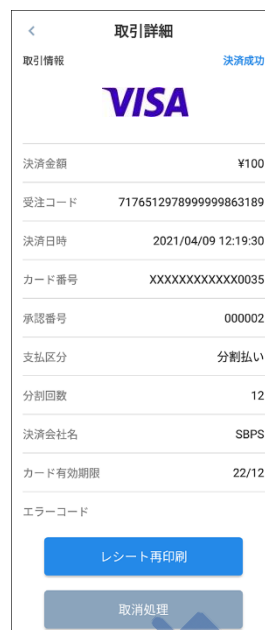 < 取引詳細
取引情報 決済成功
VISA
決済金額 ¥100
受注コード 7176512978999999863189
決済日時 2021/04/09 12:19:30
カード番号 XXXXXXXXXXXX0035
承認番号 000002
支払区分 分割払い
分割回数 12
決済会社名 SBPS
カード有効期限 22/12
エラーコード
レシート再印刷
取消処理